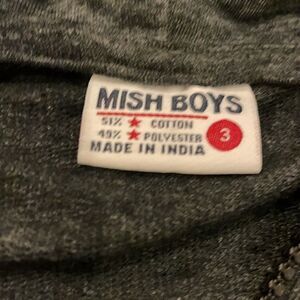 MISH BOYS
51% ★ COTTON
49% ★ POLYESTER
MADE IN INDIA
3